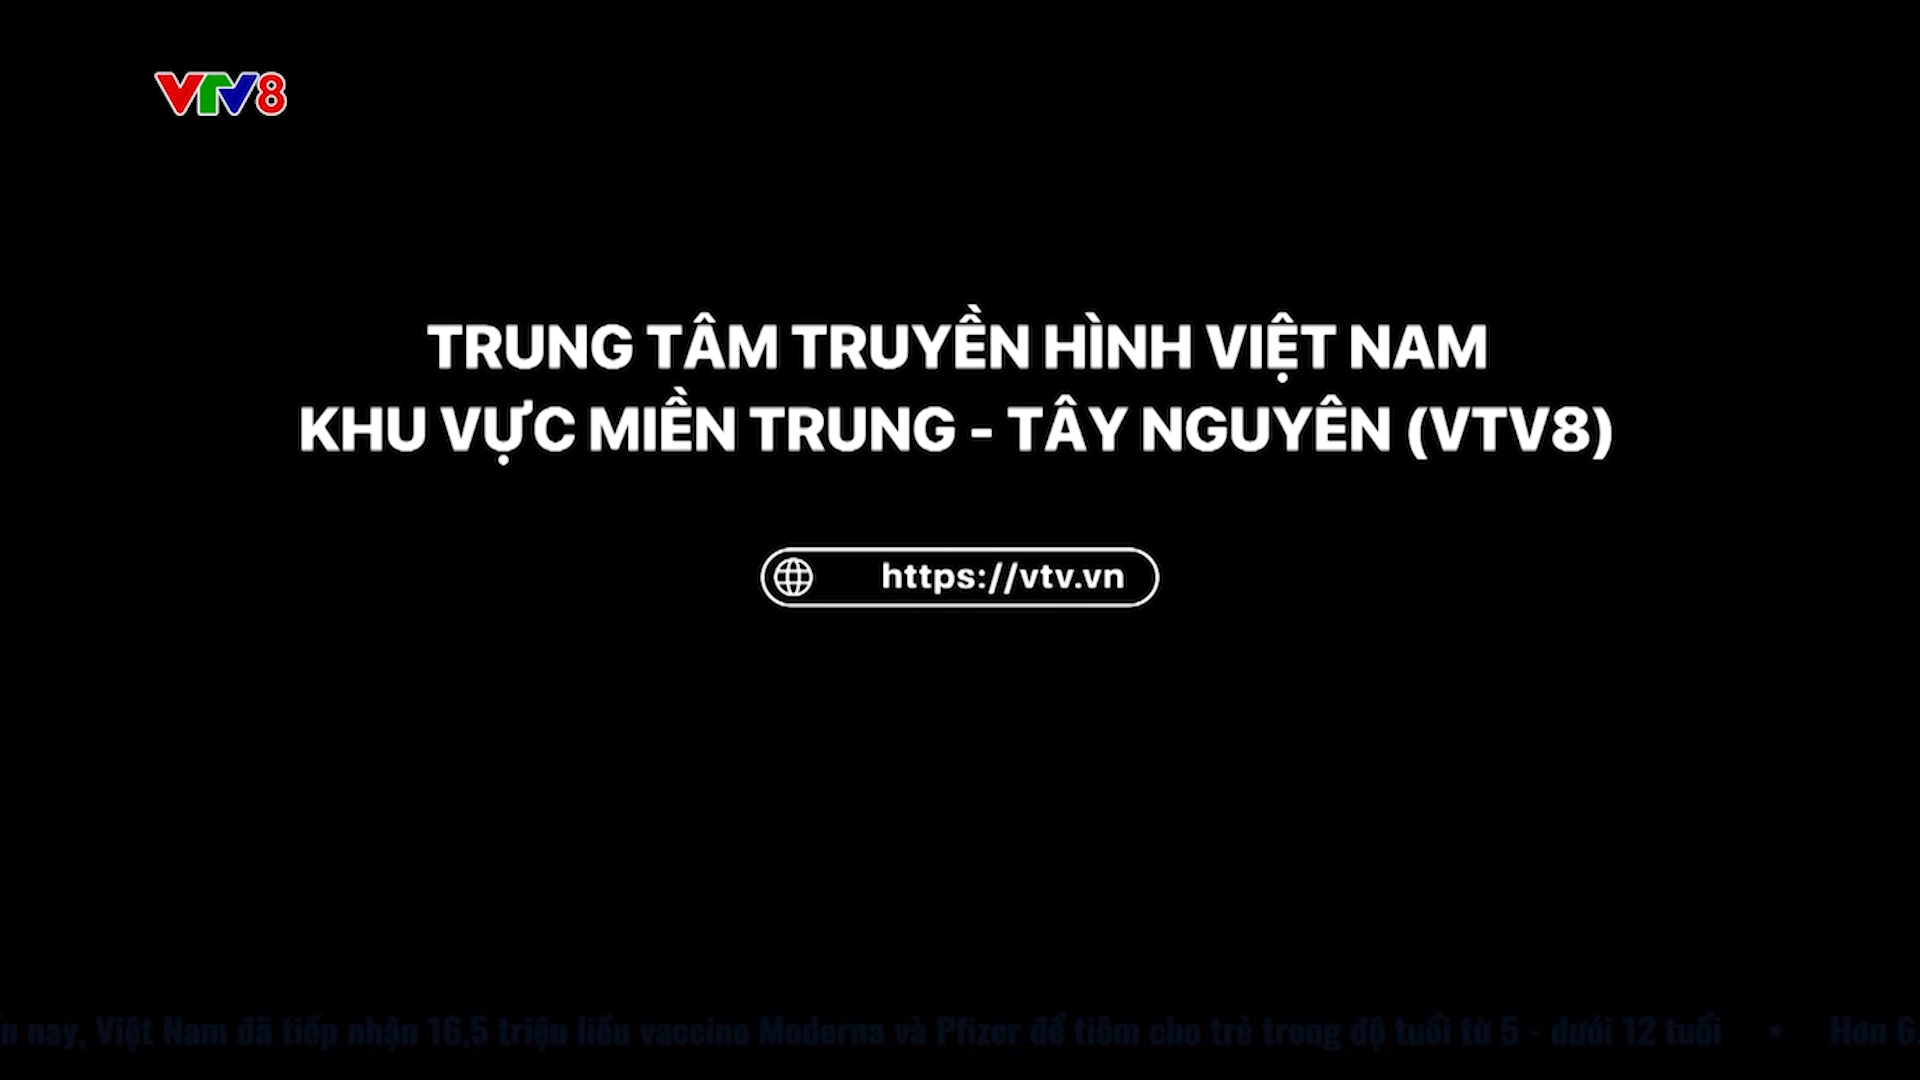 VTV8
TRUNG TÂM TRUYỀN HÌNH VIỆT NAM
KHU VỰC MIỀN TRUNG - TÂY NGUYÊN (VTV8)
https://vtv.vn
nay, Việt Nam đã tiếp nhận 16,5 triệu liều vaccine Moderna và Pfizer để tiêm cho trẻ trong độ tuổi từ 5 - dưới 12 tuổi • Hơn 6